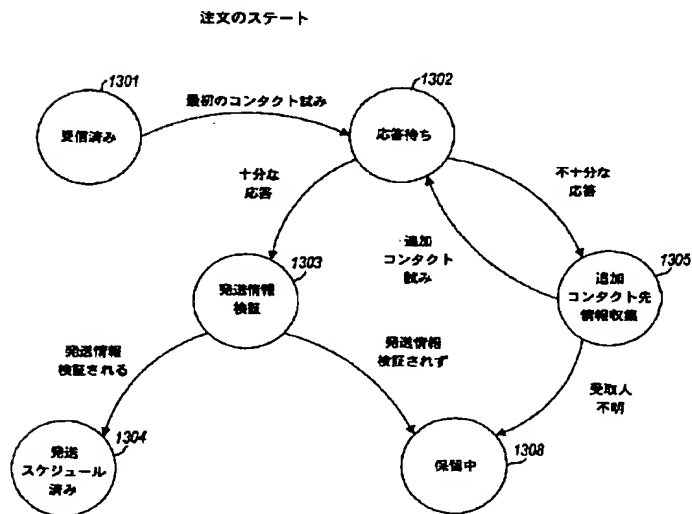 注文のステート
1301
受信済み
最初のコンタクト試み
1302
応答待ち
十分な
応答
不十分な
応答
追加
コンタクト
試み
1303
発送情報
検証
1305
追加
コンタクト先
情報収集
発送情報
検証される
発送情報
検証されず
受取人
不明
1304
発送
スケジュール
済み
保留中
1308